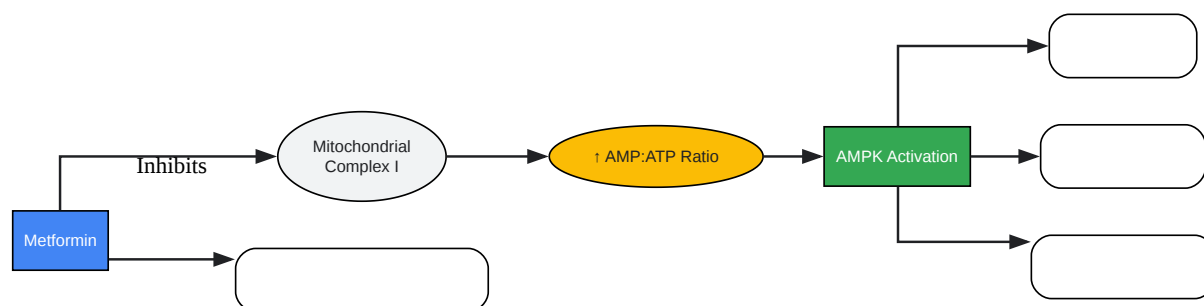 Mitochondrial
Complex I
↑ AMP:ATP Ratio
AMPK Activation
Inhibits
Metformin